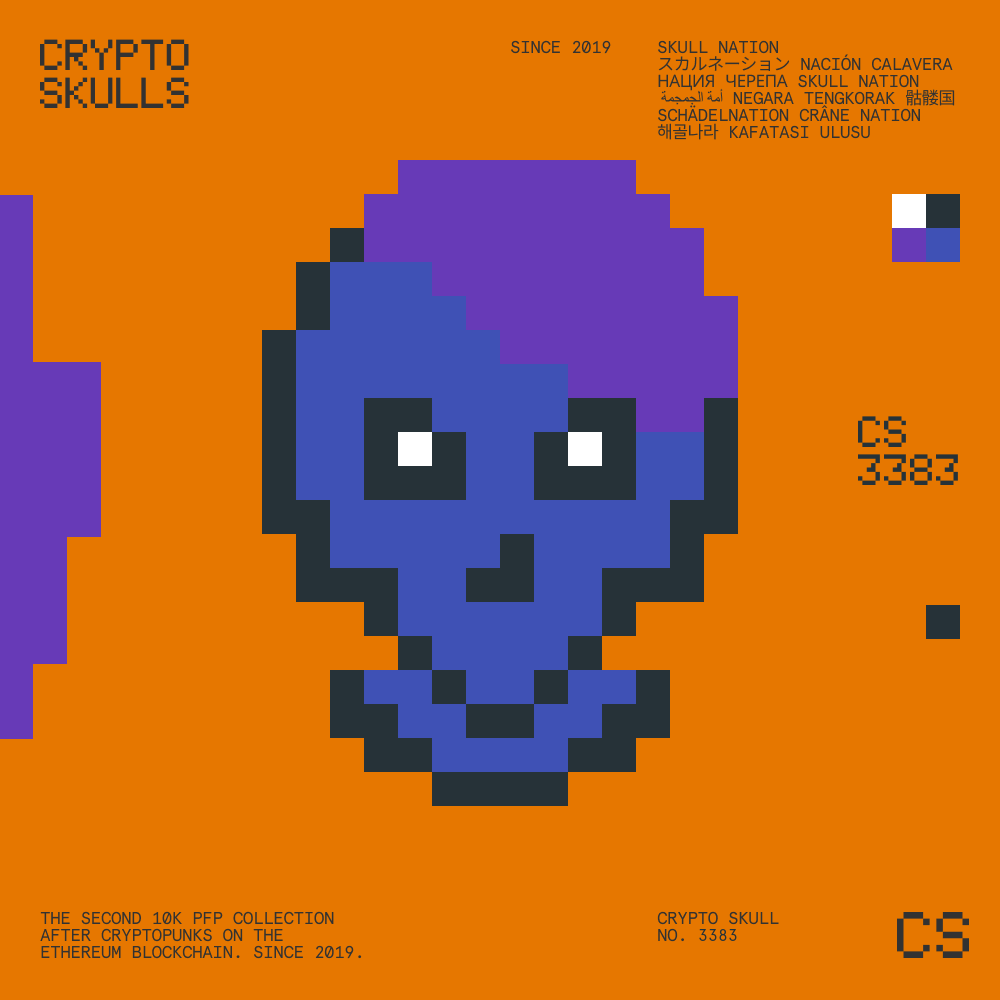 CRYPTO
SKULLS
SINCE 2019
SKULL NATION
スカルネーション NACIÓN CALAVERA
НАЦИЯ ЧЕРЕПА SKULL NATION
أمة الجمجمة NEGARA TENGKORAK 骷髅国
SCHÄDELNATION CRÂNE NATION
해골나라 KAFATASI ULUSU
CS
3383
THE SECOND 10K PFP COLLECTION
AFTER CRYPTOPUNKS ON THE
ETHEREUM BLOCKCHAIN. SINCE 2019.
CRYPTO SKULL
NO. 3383
CS